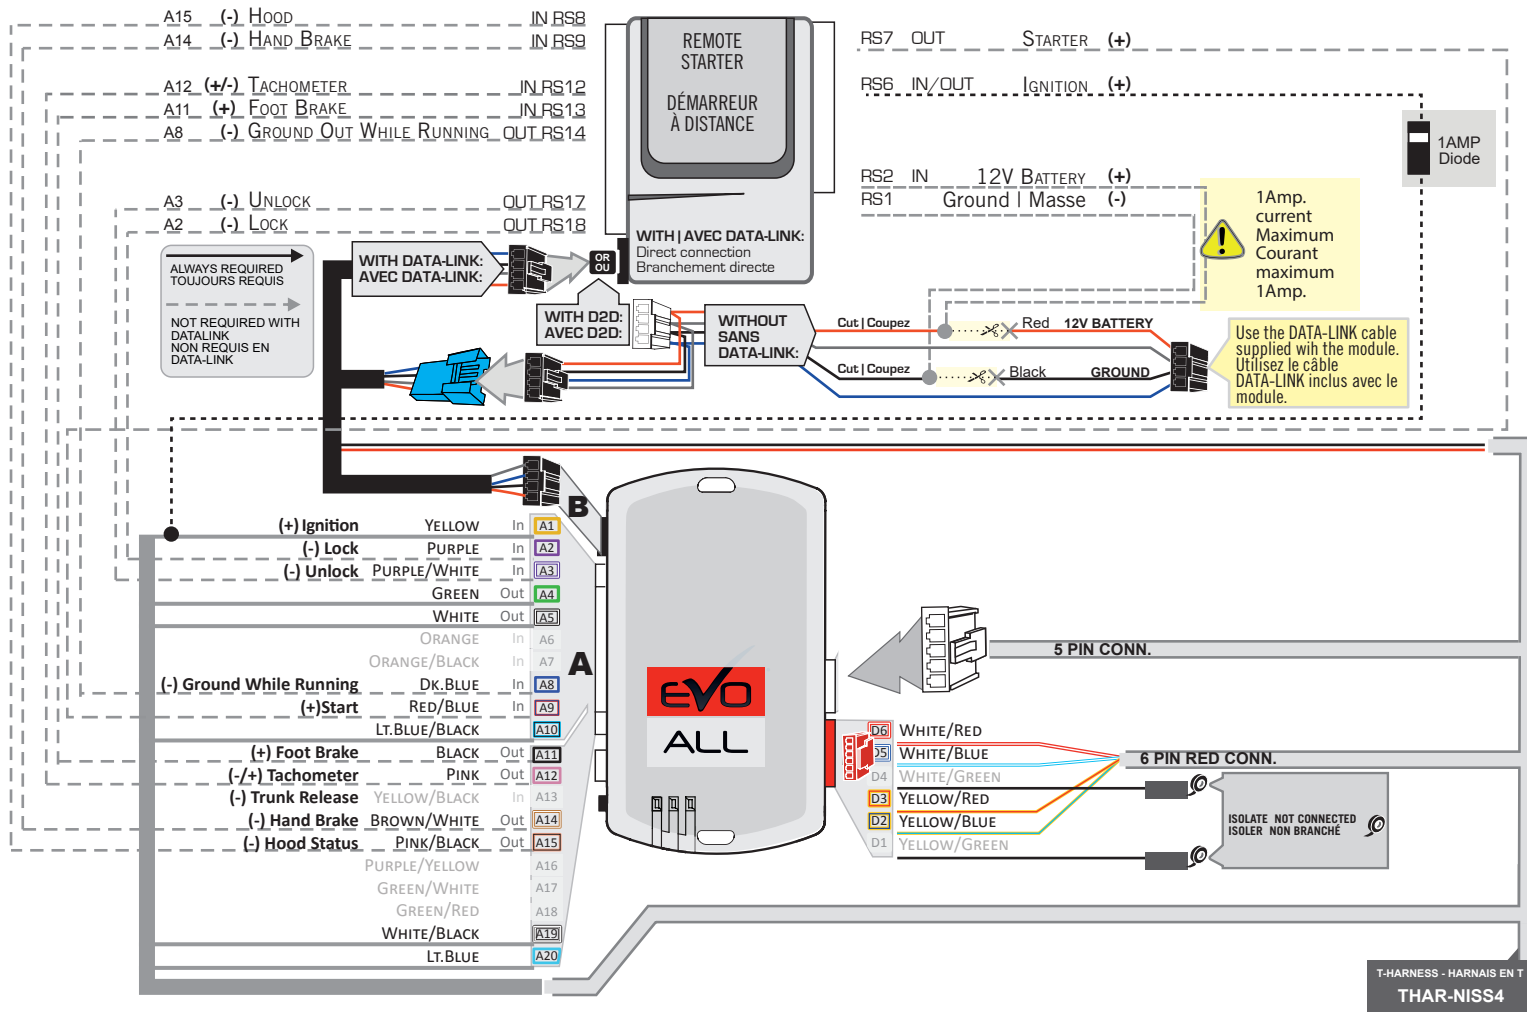 A15 (-) Hood IN RS8
A14 (-) Hand Brake IN RS9
A12 (+/-) Tachometer IN RS12
A11 (+) Foot Brake IN RS13
A8 (-) Ground Out While Running OUT RS14
A3 (-) Unlock OUT RS17
A2 (-) Lock OUT RS18
REMOTE
STARTER
DÉMARREUR
À DISTANCE
WITH | AVEC DATA-LINK:
Direct connection
Branchement directe
RS7 OUT Starter (+)
RS6 IN/OUT Ignition (+)
RS2 IN 12V Battery (+)
RS1 Ground | Masse (-)
1AMP
Diode
1Amp.
current
Maximum
Courant
maximum
1Amp.
ALWAYS REQUIRED
TOUJOURS REQUIS
NOT REQUIRED WITH
DATALINK
NON REQUIS EN
DATA-LINK
WITH DATA-LINK:
AVEC DATA-LINK:
OR
OU
WITH D2D:
AVEC D2D:
WITHOUT
SANS
DATA-LINK:
Cut | Coupez Red 12V BATTERY
Cut | Coupez Black GROUND
Use the DATA-LINK cable
supplied wih the module.
Utilisez le câble
DATA-LINK inclus avec le
module.
B
A
(+) Ignition Yellow In A1
(-) Lock Purple In A2
(-) Unlock Purple/White In A3
Green Out A4
White Out A5
Orange In A6
Orange/Black In A7
(-) Ground While Running Dk.Blue In A8
(+)Start Red/Blue In A9
Lt.Blue/Black A10
(+) Foot Brake Black Out A11
(-/+) Tachometer Pink Out A12
(-) Trunk Release Yellow/Black In A13
(-) Hand Brake Brown/White Out A14
(-) Hood Status Pink/Black Out A15
Purple/Yellow A16
Green/White A17
Green/Red A18
White/Black A19
Lt.Blue A20
EVO
ALL
5 PIN CONN.
D6 White/Red
D5 White/Blue
D4 White/Green
D3 Yellow/Red
D2 Yellow/Blue
D1 Yellow/Green
6 PIN RED CONN.
ISOLATE NOT CONNECTED
ISOLER NON BRANCHÉ
T-HARNESS - HARNAIS EN T
THAR-NISS4